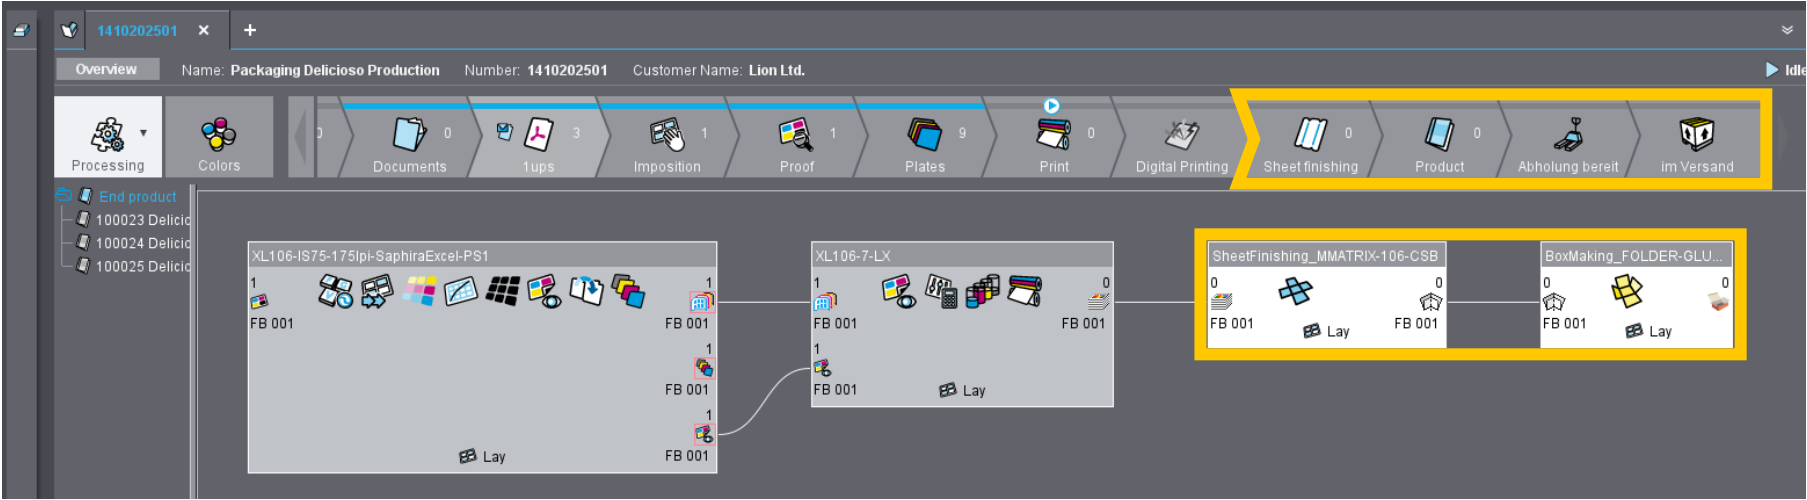 1410202501 × +
Overview Name: Packaging Delicioso Production Number: 1410202501 Customer Name: Lion Ltd. Idle
Processing
Colors
0 1 0
Documents
3
1ups
1
Imposition
1
Proof
9
Plates
0
Print
Digital Printing
0
Sheet finishing
0
Product
Abholung bereit
im Versand
End product
100023 Delicio
100024 Delicio
100025 Delicio
XL106-IS75-175lpi-SaphiraExcel-PS1
1 1
FB 001 FB 001
1
FB 001
1
Lay FB 001
XL106-7-LX
1 0
FB 001 FB 001
1
FB 001 Lay
SheetFinishing_MMATRIX-106-CSB
0 0
FB 001 Lay FB 001
BoxMaking_FOLDER-GLU...
0 0
FB 001 Lay